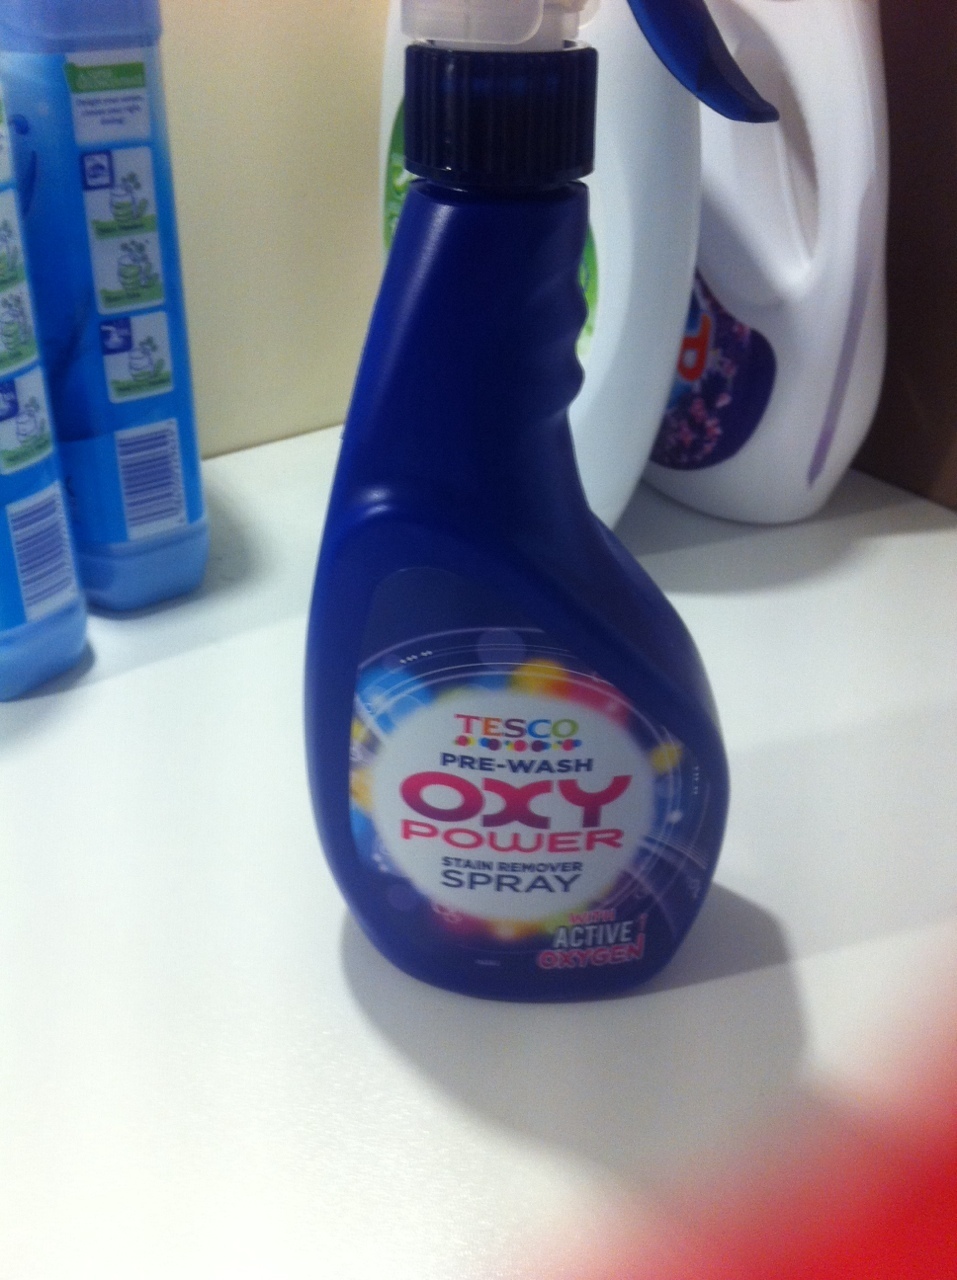 TESCO
PRE-WASH
OXY
POWER
STAIN REMOVER
SPRAY
WITH
ACTIVE
OXYGEN